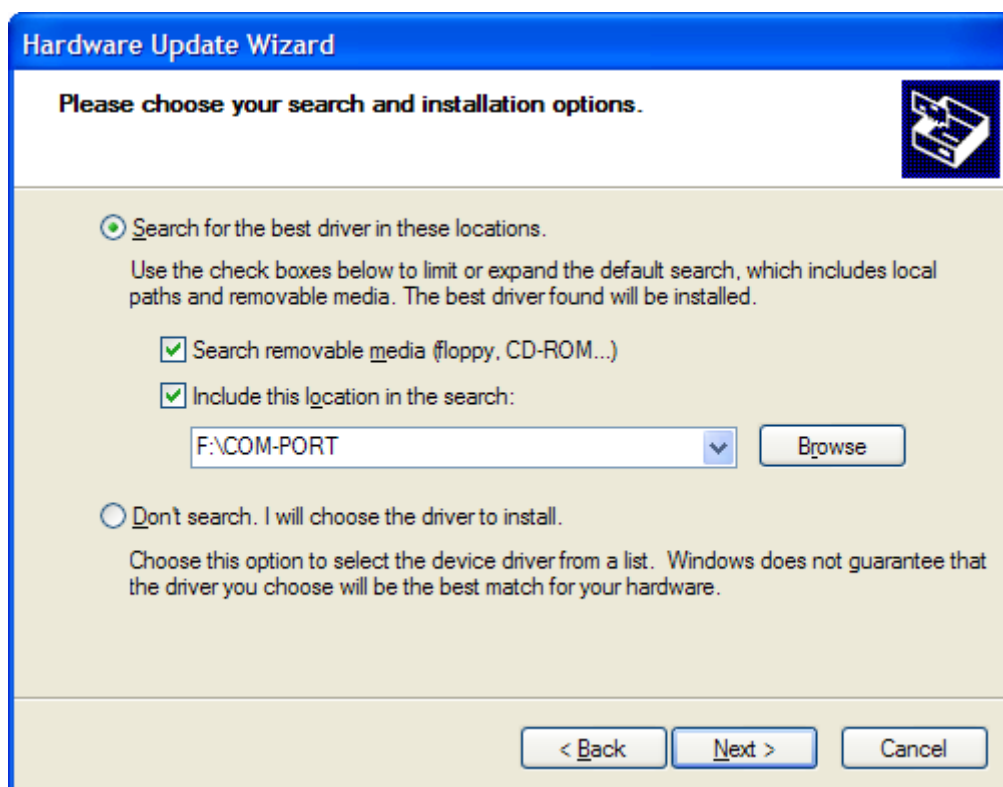 Hardware Update Wizard
Please choose your search and installation options.
Search for the best driver in these locations.
Use the check boxes below to limit or expand the default search, which includes local
paths and removable media. The best driver found will be installed.
Search removable media (floppy, CD-ROM...)
Include this location in the search:
F:\COM-PORT
Browse
Don't search. I will choose the driver to install.
Choose this option to select the device driver from a list. Windows does not guarantee that
the driver you choose will be the best match for your hardware.
< Back Next > Cancel